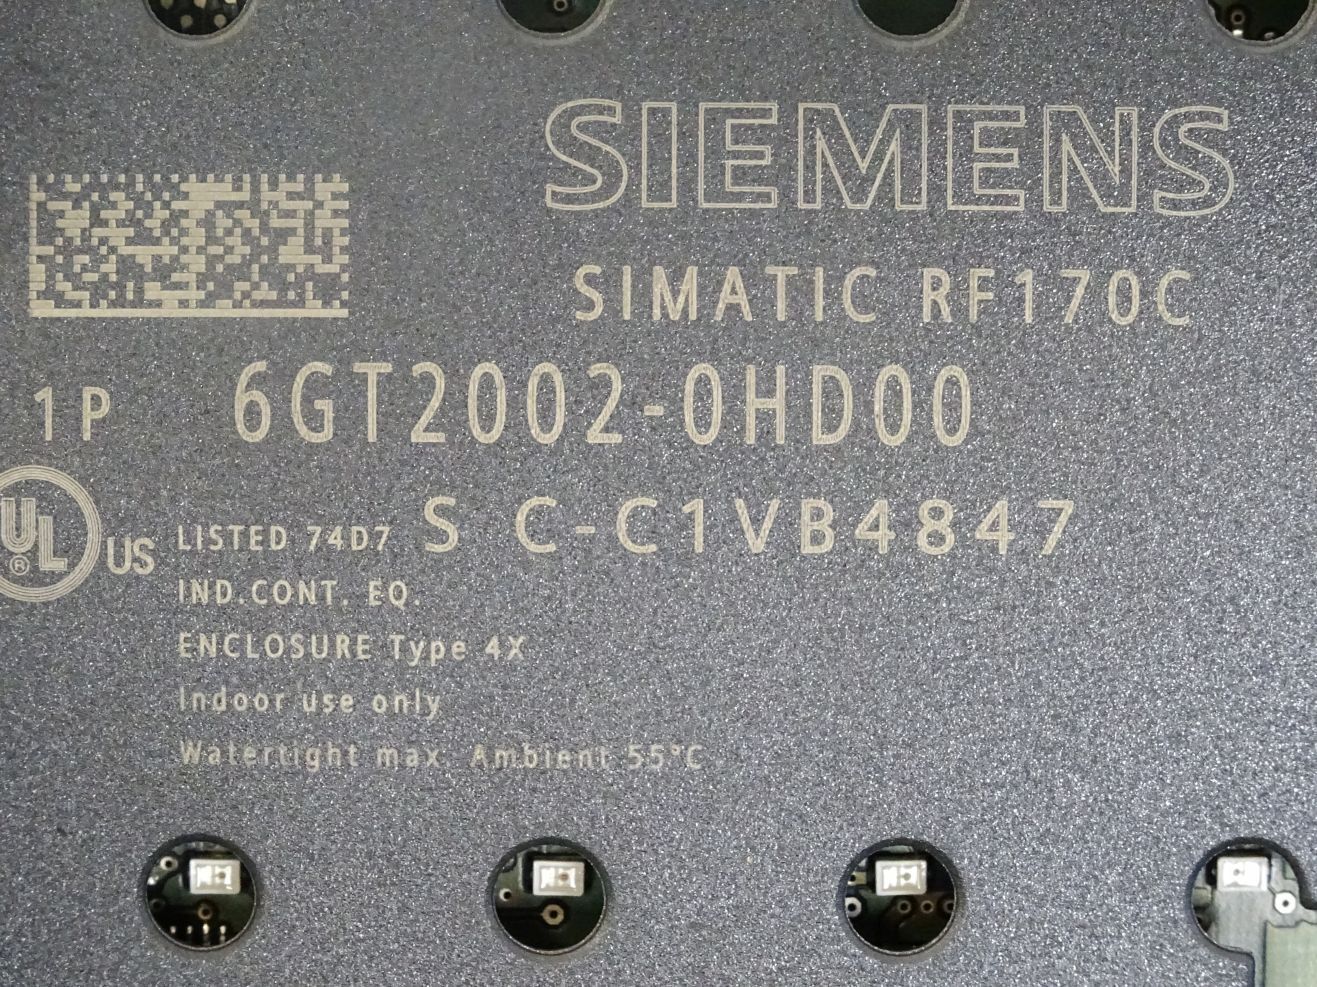 SIEMENS
SIMATIC RF170C
1P 6GT2002-0HD00
S C-C1VB4847
UL ® US LISTED 74D7
IND.CONT. EQ.
ENCLOSURE Type 4X
Indoor use only
Watertight max. Ambient 55°C